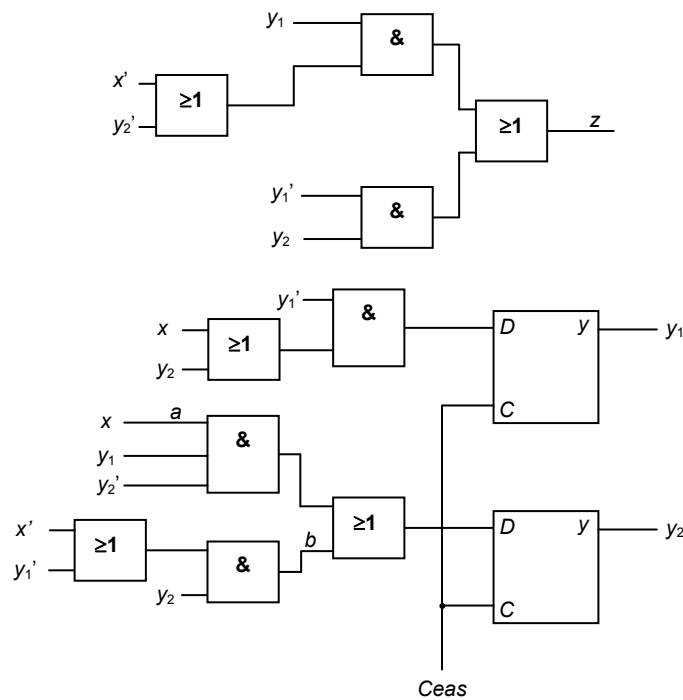 y1
&
x'
≥1
y2'
≥1
z
y1'
&
y2
y1'
&
x
≥1
y2
D
y
y1
C
x
a
&
y1
y2'
≥1
x'
≥1
y1'
b
&
y2
D
y
y2
C
Ceas